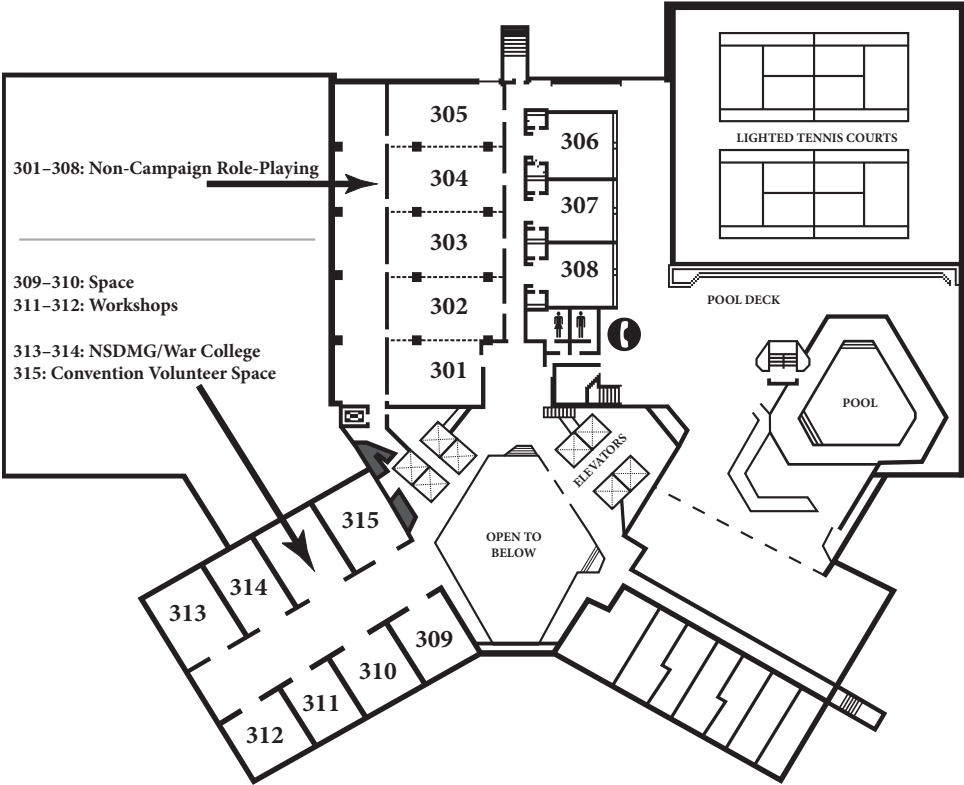 305
306
LIGHTED TENNIS COURTS
301–308: Non-Campaign Role-Playing
304
307
303
308
309–310: Space
311–312: Workshops
302
POOL DECK
313–314: NSDMG/War College
315: Convention Volunteer Space
301
POOL
ELEVATORS
315
OPEN TO
BELOW
314
313
309
310
311
312